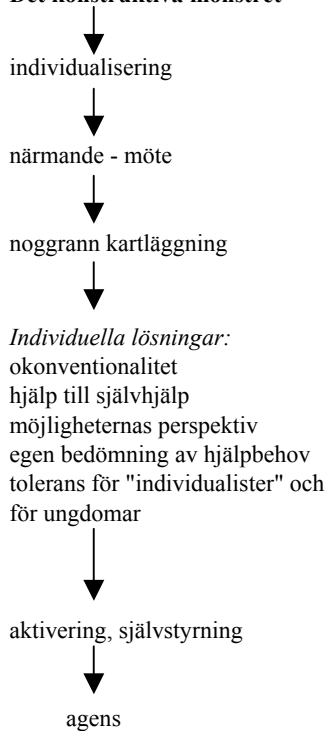 Det konstruktiva mönstret
individualisering
närmande - möte
noggrann kartläggning
Individuella lösningar:
okonventionalitet
hjälp till självhjälp
möjligheternas perspektiv
egen bedömning av hjälpbehov
tolerans för "individualister" och
för ungdomar
aktivering, självstyrning
agens